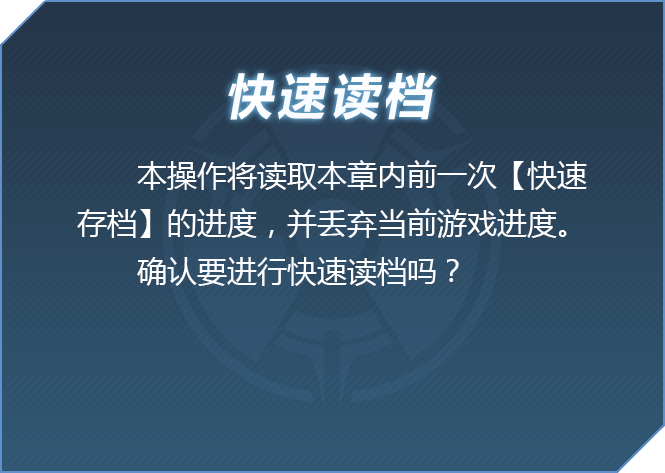 快速读档
本操作将读取本章内前一次【快速
存档】的进度，并丢弃当前游戏进度。
确认要进行快速读档吗？